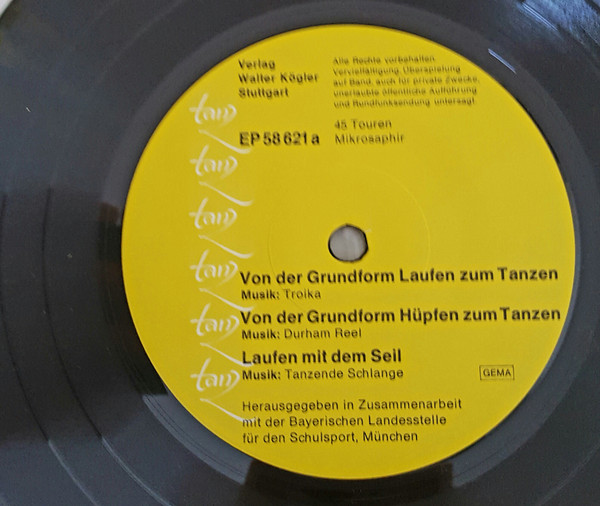 Verlag
Walter Kögler
Stuttgart
Alle Rechte vorbehalten
Vervielfältigung, Überspielung
auf Band, auch für private Zwecke,
unerlaubte öffentliche Aufführung
und Rundfunksendung untersagt.
EP 58 621 a
45 Touren
Mikrosaphir
tanz
tanz
tanz
tanz
tanz
tanz
Von der Grundform Laufen zum Tanzen
Musik: Troika
Von der Grundform Hüpfen zum Tanzen
Musik: Durham Reel
Laufen mit dem Seil
Musik: Tanzende Schlange
GEMA
Herausgegeben in Zusammenarbeit
mit der Bayerischen Landesstelle
für den Schulsport, München